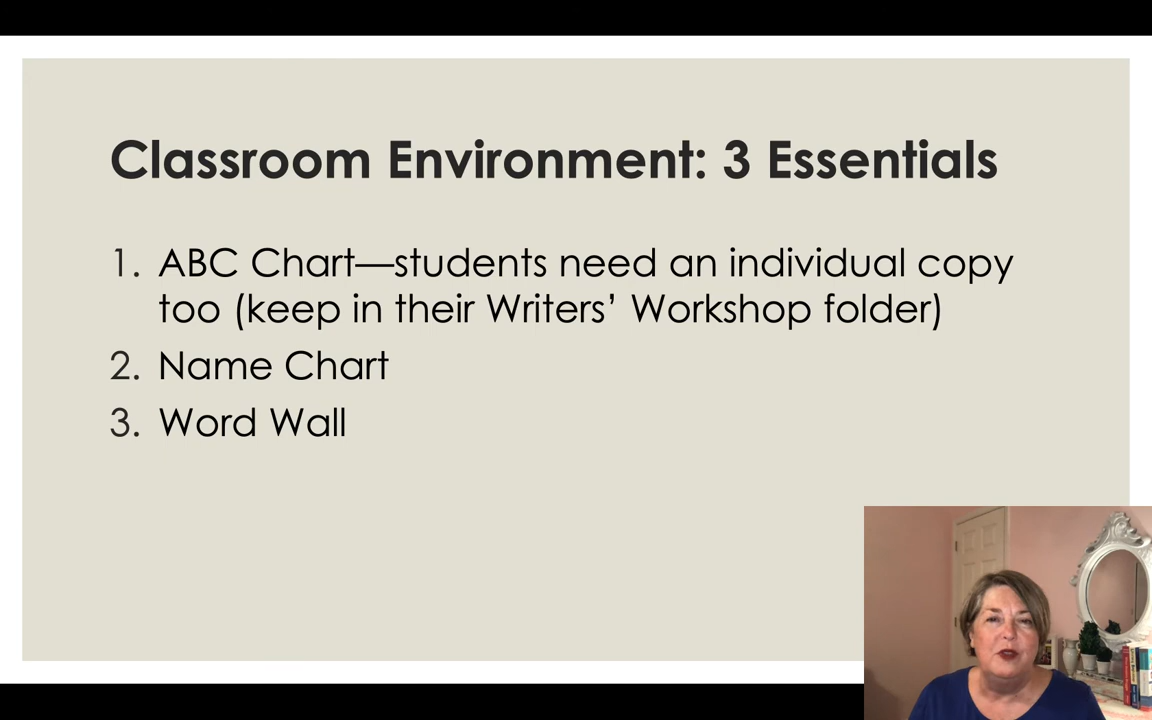 Classroom Environment: 3 Essentials
1. ABC Chart—students need an individual copy
too (keep in their Writers’ Workshop folder)
2. Name Chart
3. Word Wall